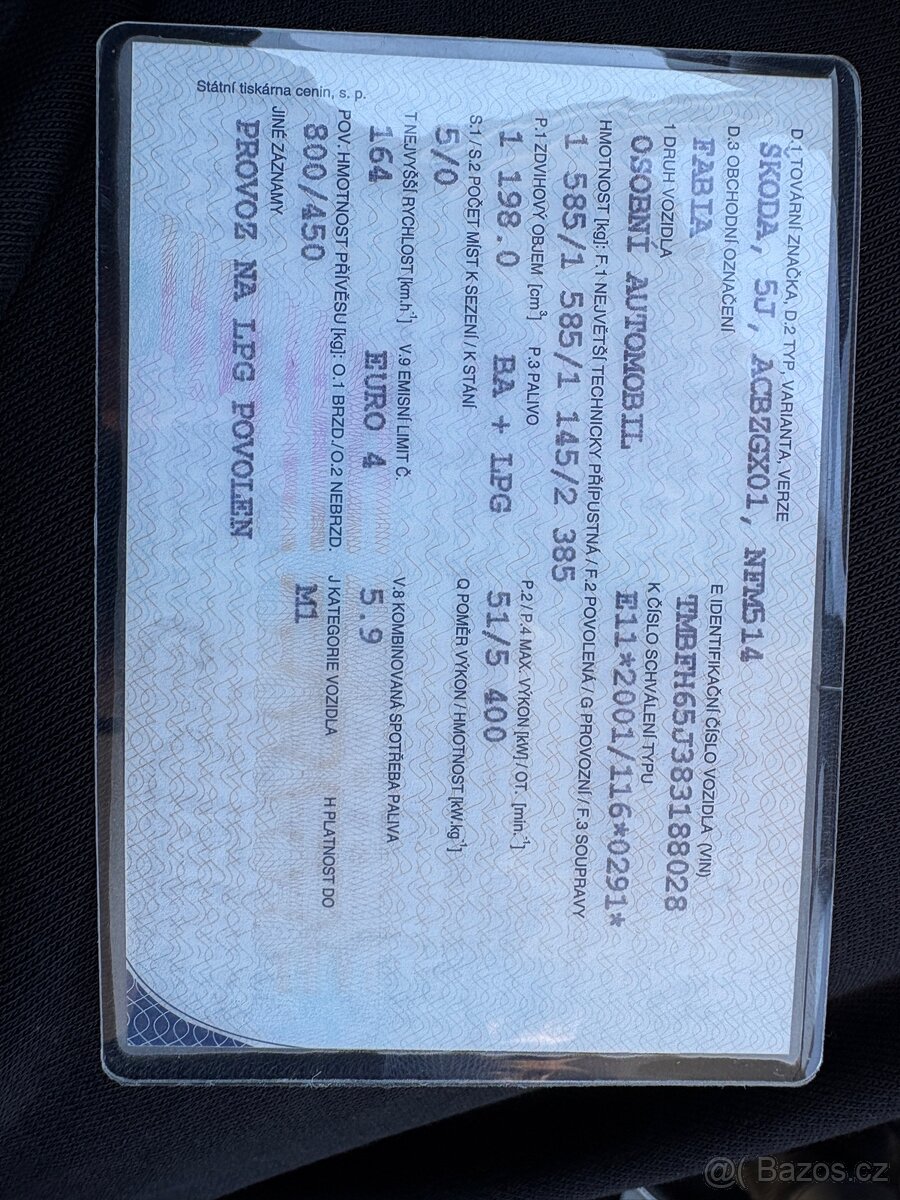 D.1 TOVÁRNÍ ZNAČKA, D.2 TYP, VARIANTA, VERZE
ŠKODA, 5J, ACBZGX01, NFM514
D.3 OBCHODNÍ OZNAČENÍ E IDENTIFIKAČNÍ ČÍSLO VOZIDLA (VIN)
FABIA TMBFH65J383188028
1 DRUH VOZIDLA K ČÍSLO SCHVÁLENÍ TYPU
OSOBNÍ AUTOMOBIL E11*2001/116*0291*
HMOTNOST [kg]: F.1 NEJVĚTŠÍ TECHNICKY PŘÍPUSTNÁ / F.2 POVOLENÁ / G PROVOZNÍ / F.3 SOUPRAVY
1 585/1 585/1 145/2 385
P.1 ZDVIHOVÝ OBJEM [cm³] P.3 PALIVO P.2 / P.4 MAX. VÝKON [kW] / OT. [min.⁻¹]
1 198.0 BA + LPG 51/5 400
S.1 / S.2 POČET MÍST K SEZENÍ / K STÁNÍ Q POMĚR VÝKON / HMOTNOST [kW.kg⁻¹]
5/0
T NEJVYŠŠÍ RYCHLOST [km.h⁻¹] V.9 EMISNÍ LIMIT Č. V.8 KOMBINOVANÁ SPOTŘEBA PALIVA
164 EURO 4 5.9
POV. HMOTNOST PŘÍVĚSU [kg]: O.1 BRZD / O.2 NEBRZD. J KATEGORIE VOZIDLA H PLATNOST DO
800/450 M1
JINÉ ZÁZNAMY
PROVOZ NA LPG POVOLEN
Státní tiskárna cenin, s. p.
@( Bazos.cz